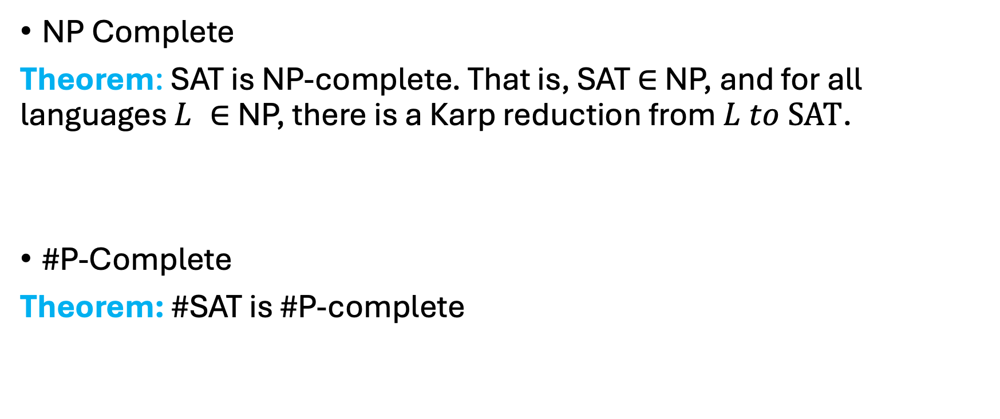 • NP Complete
Theorem: SAT is NP-complete. That is, SAT ∈ NP, and for all
languages L ∈ NP, there is a Karp reduction from L to SAT.
• #P-Complete
Theorem: #SAT is #P-complete